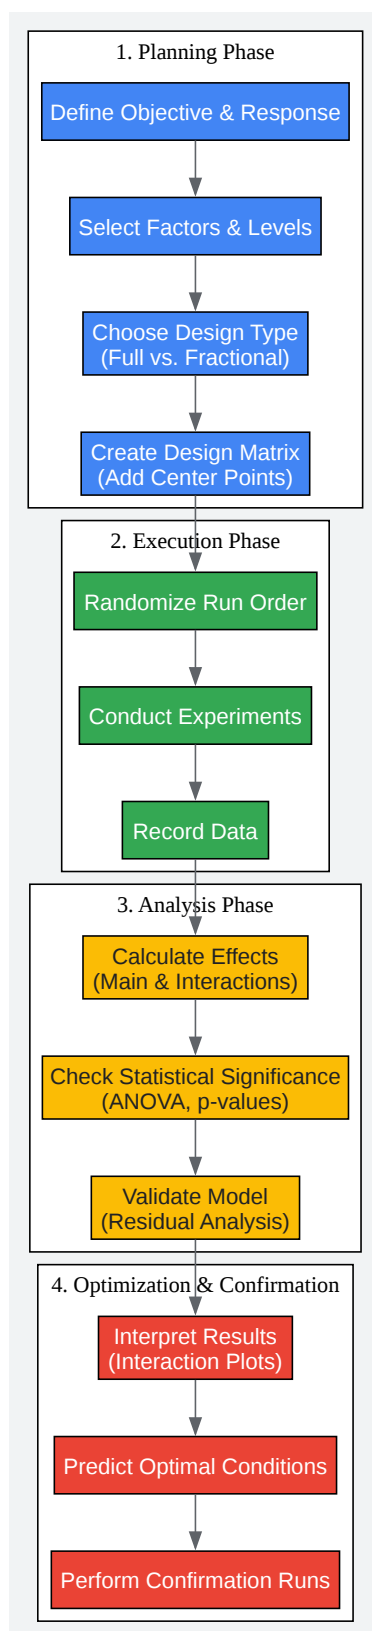 1. Planning Phase
Define Objective & Response
Select Factors & Levels
Choose Design Type
(Full vs. Fractional)
Create Design Matrix
(Add Center Points)
2. Execution Phase
Randomize Run Order
Conduct Experiments
Record Data
3. Analysis Phase
Calculate Effects
(Main & Interactions)
Check Statistical Significance
(ANOVA, p-values)
Validate Model
(Residual Analysis)
4. Optimization & Confirmation
Interpret Results
(Interaction Plots)
Predict Optimal Conditions
Perform Confirmation Runs